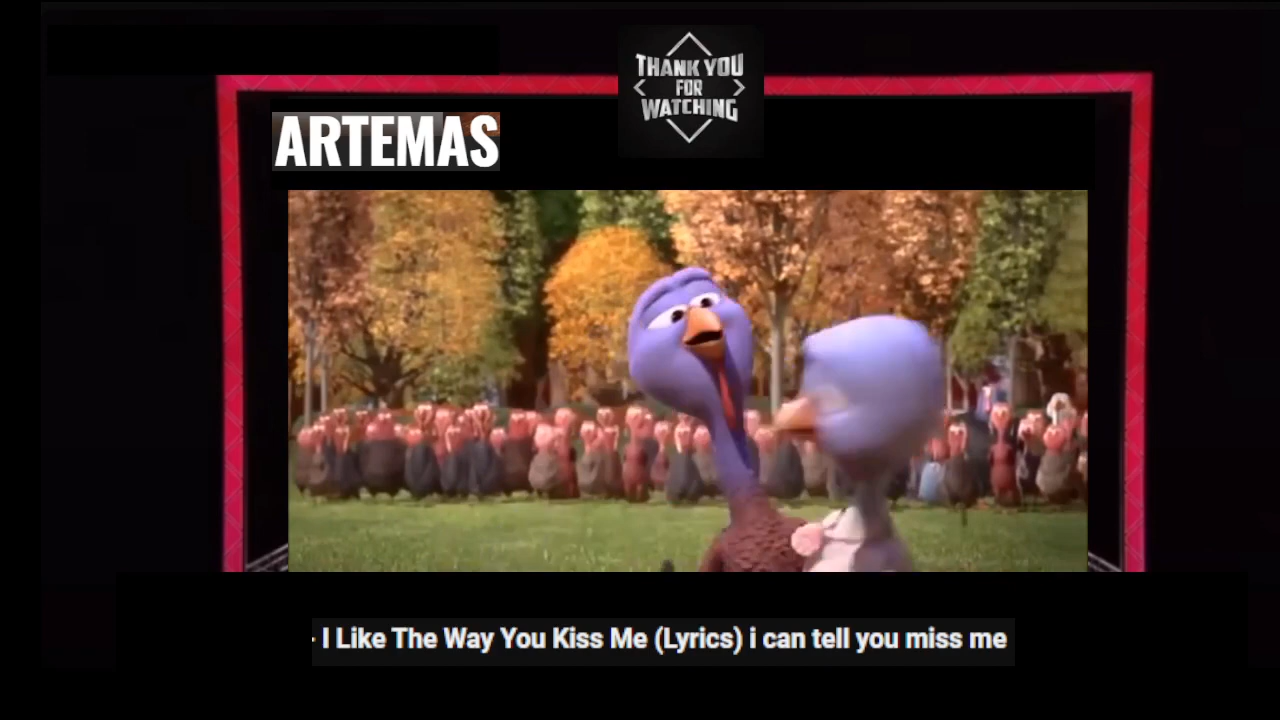 THANK YOU
FOR
WATCHING
ARTEMAS
- I Like The Way You Kiss Me (Lyrics) i can tell you miss me